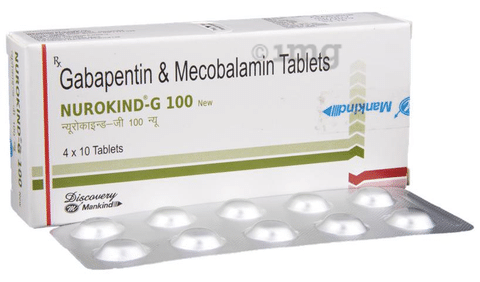 1mg
Rx
Gabapentin & Mecobalamin Tablets
NUROKIND®-G 100 New
न्यूरोकाइन्ड-जी 100 न्यू
Mankind
4 x 10 Tablets
Discovery
Mankind
NUROKIND®-G 100